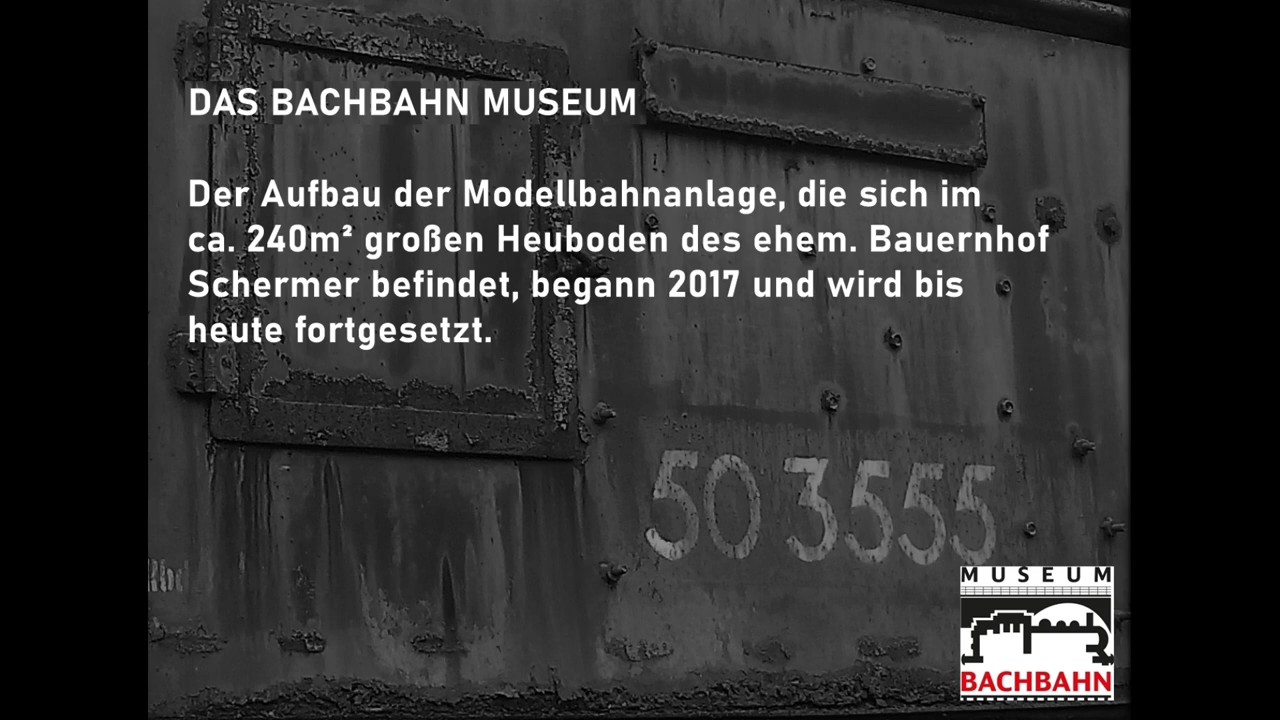 DAS BACHBAHN MUSEUM
Der Aufbau der Modellbahnanlage, die sich im
ca. 240m² großen Heuboden des ehem. Bauernhof
Schermer befindet, begann 2017 und wird bis
heute fortgesetzt.
50 3555
MUSEUM
BACHBAHN